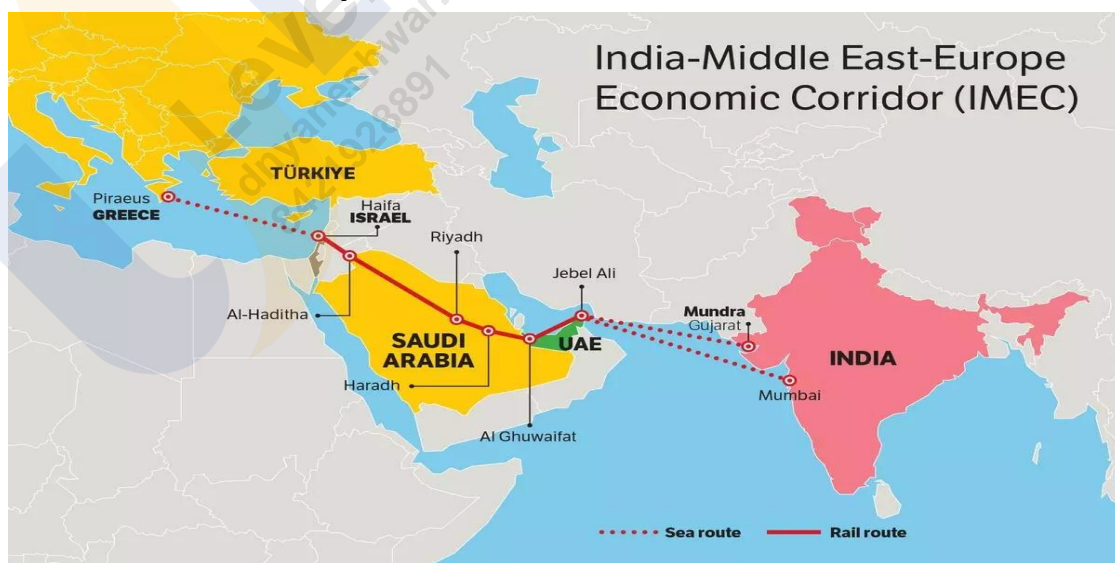 India-Middle East-Europe
Economic Corridor (IMEC)
TÜRKIYE
Piraeus
GREECE
Haifa
ISRAEL
Riyadh
Jebel Ali
Al-Haditha
Mundra
Gujarat
SAUDI
ARABIA
UAE
INDIA
Haradh
Mumbai
Al Ghuwaifat
Sea route
Rail route